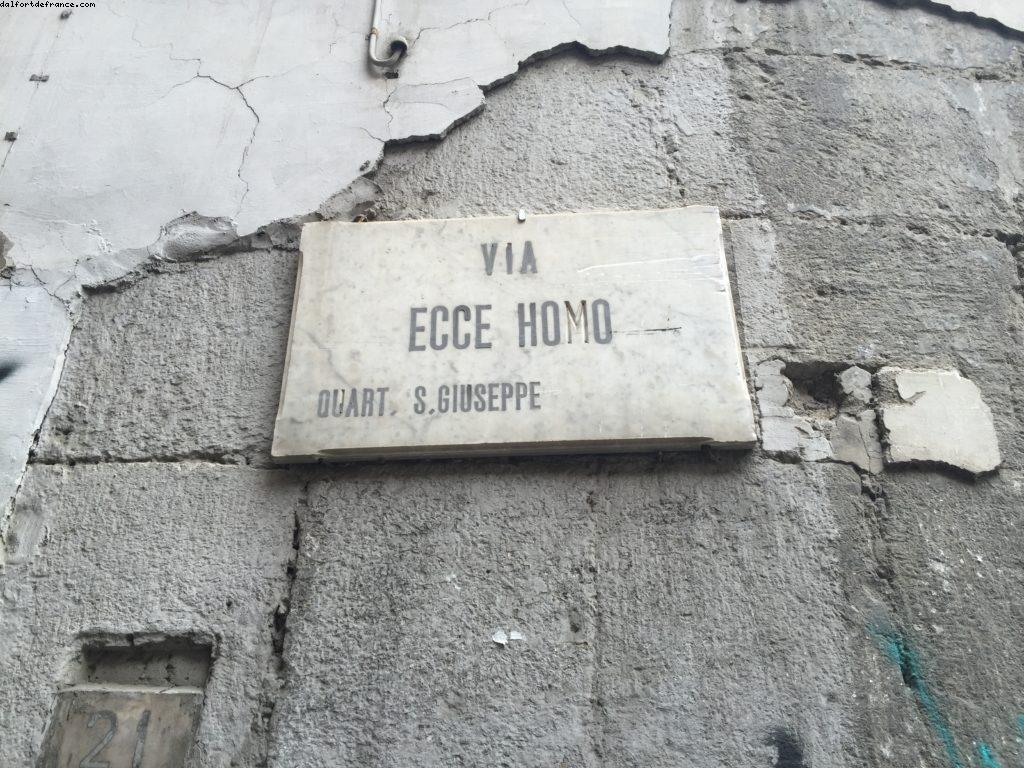 dalfortdefrance.com
VIA
ECCE HOMO
QUART. S.GIUSEPPE
21